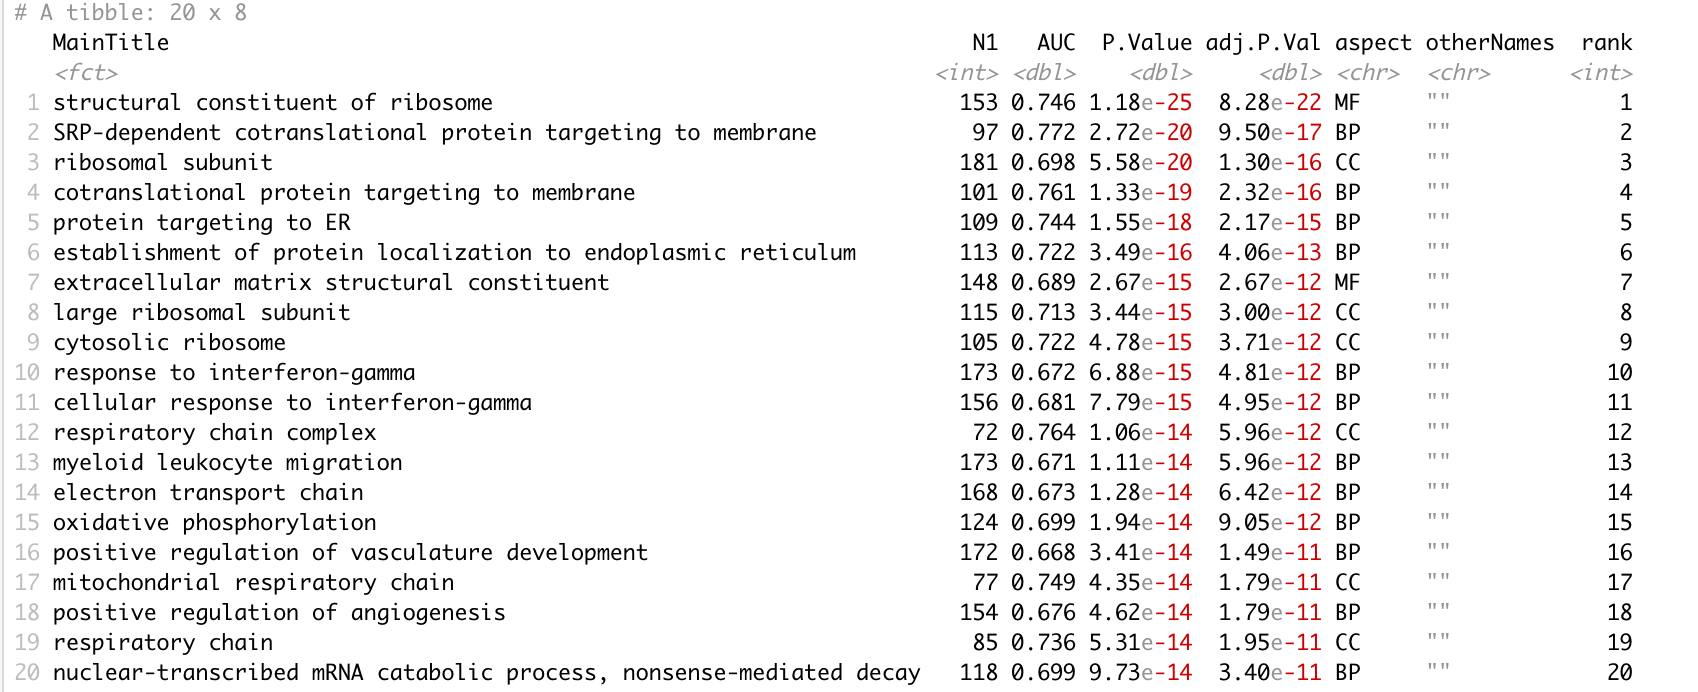 # A tibble: 20 x 8
MainTitle N1 AUC P.Value adj.P.Val aspect otherNames rank
<fct> <int> <dbl> <dbl> <dbl> <chr> <chr> <int>
1 structural constituent of ribosome 153 0.746 1.18e-25 8.28e-22 MF "" 1
2 SRP-dependent cotranslational protein targeting to membrane 97 0.772 2.72e-20 9.50e-17 BP "" 2
3 ribosomal subunit 181 0.698 5.58e-20 1.30e-16 CC "" 3
4 cotranslational protein targeting to membrane 101 0.761 1.33e-19 2.32e-16 BP "" 4
5 protein targeting to ER 109 0.744 1.55e-18 2.17e-15 BP "" 5
6 establishment of protein localization to endoplasmic reticulum 113 0.722 3.49e-16 4.06e-13 BP "" 6
7 extracellular matrix structural constituent 148 0.689 2.67e-15 2.67e-12 MF "" 7
8 large ribosomal subunit 115 0.713 3.44e-15 3.00e-12 CC "" 8
9 cytosolic ribosome 105 0.722 4.78e-15 3.71e-12 CC "" 9
10 response to interferon-gamma 173 0.672 6.88e-15 4.81e-12 BP "" 10
11 cellular response to interferon-gamma 156 0.681 7.79e-15 4.95e-12 BP "" 11
12 respiratory chain complex 72 0.764 1.06e-14 5.96e-12 CC "" 12
13 myeloid leukocyte migration 173 0.671 1.11e-14 5.96e-12 BP "" 13
14 electron transport chain 168 0.673 1.28e-14 6.42e-12 BP "" 14
15 oxidative phosphorylation 124 0.699 1.94e-14 9.05e-12 BP "" 15
16 positive regulation of vasculature development 172 0.668 3.41e-14 1.49e-11 BP "" 16
17 mitochondrial respiratory chain 77 0.749 4.35e-14 1.79e-11 CC "" 17
18 positive regulation of angiogenesis 154 0.676 4.62e-14 1.79e-11 BP "" 18
19 respiratory chain 85 0.736 5.31e-14 1.95e-11 CC "" 19
20 nuclear-transcribed mRNA catabolic process, nonsense-mediated decay 118 0.699 9.73e-14 3.40e-11 BP "" 20